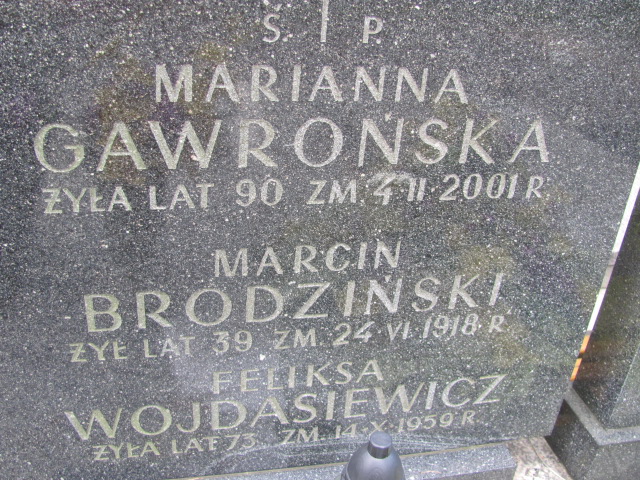 Ś P
MARIANNA
GAWROŃSKA
ŻYŁA LAT 90 ZM. 4 II 2001 R.
MARCIN
BRODZIŃSKI
ŻYŁ LAT 39 ZM. 24 VI 1918 R
FELIKSA
WOJDASIEWICZ
ŻYŁA LAT 73 ZM. 14 X 1959 R